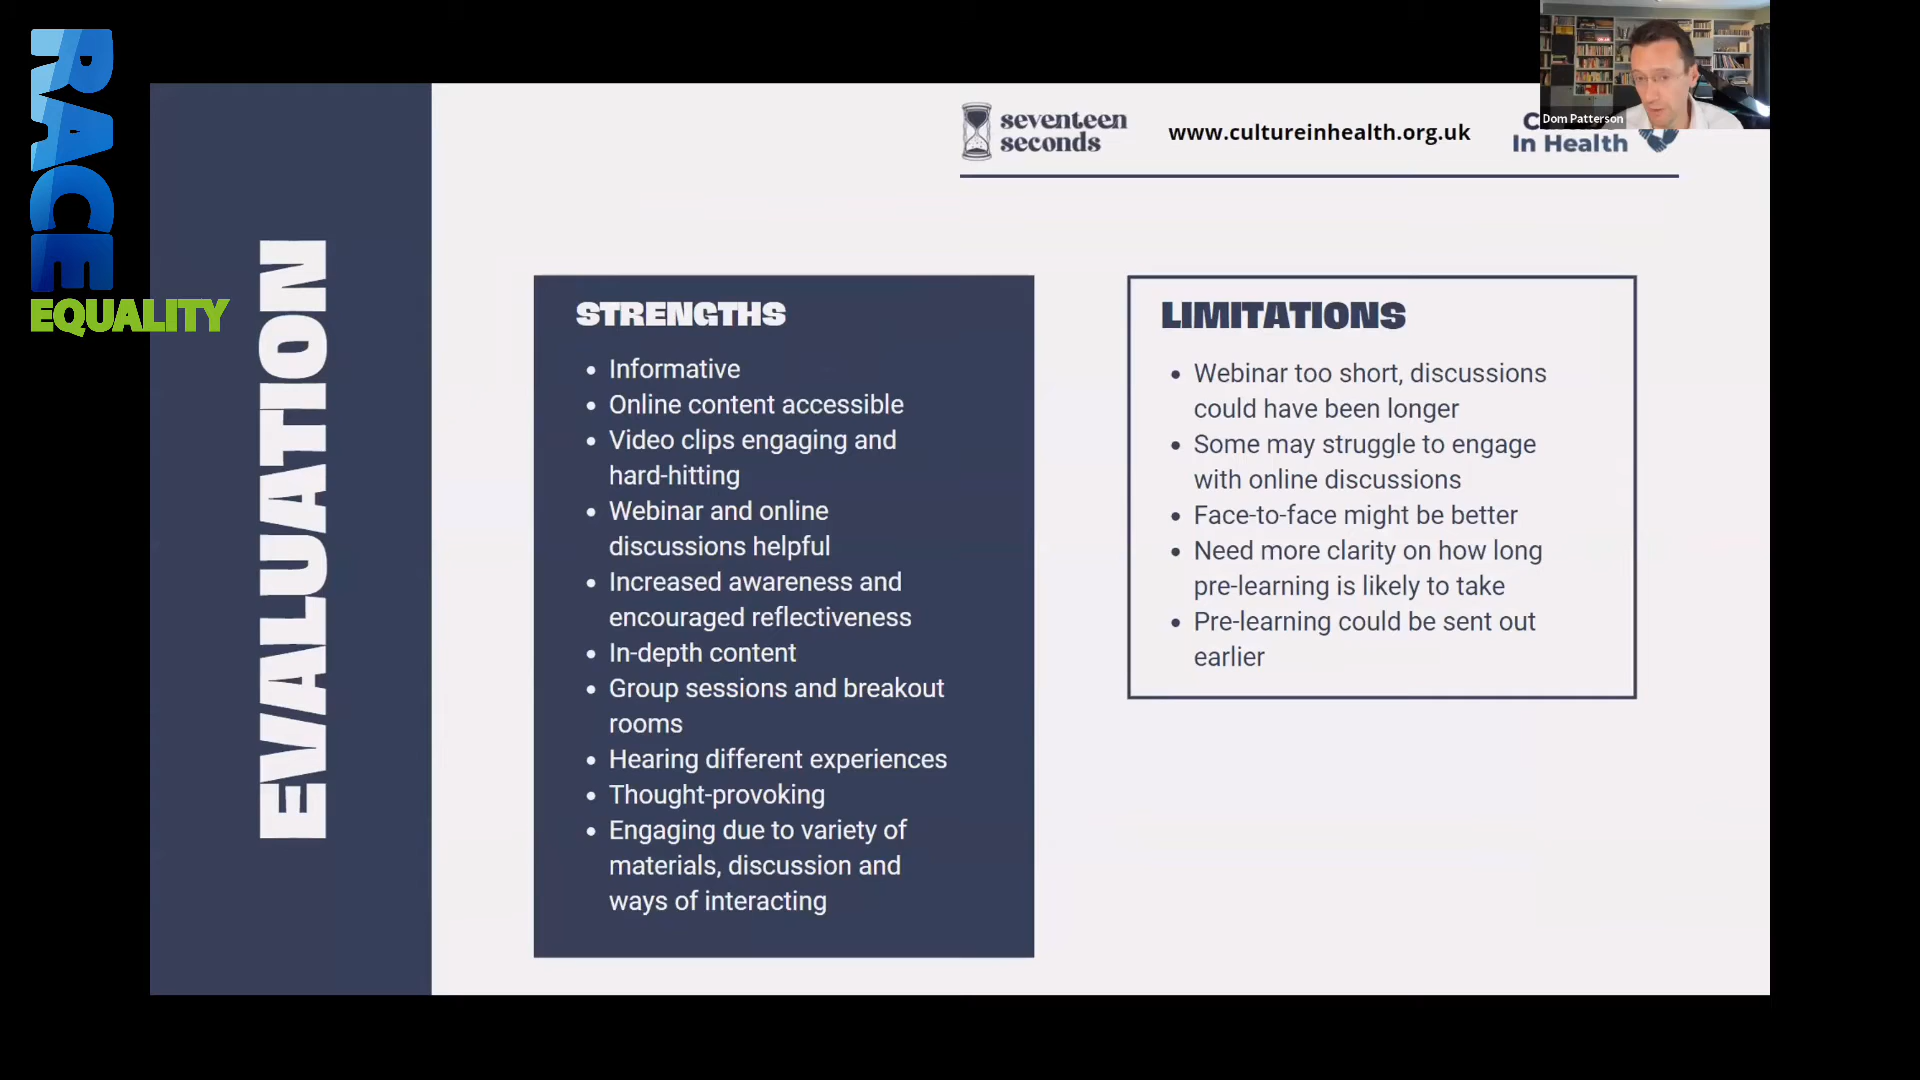 RACE
EQUALITY
EVALUATION
seventeen
seconds
www.cultureinhealth.org.uk
In Health
Dom Patterson
STRENGTHS
• Informative
• Online content accessible
• Video clips engaging and
hard-hitting
• Webinar and online
discussions helpful
• Increased awareness and
encouraged reflectiveness
• In-depth content
• Group sessions and breakout
rooms
• Hearing different experiences
• Thought-provoking
• Engaging due to variety of
materials, discussion and
ways of interacting
LIMITATIONS
• Webinar too short, discussions
could have been longer
• Some may struggle to engage
with online discussions
• Face-to-face might be better
• Need more clarity on how long
pre-learning is likely to take
• Pre-learning could be sent out
earlier